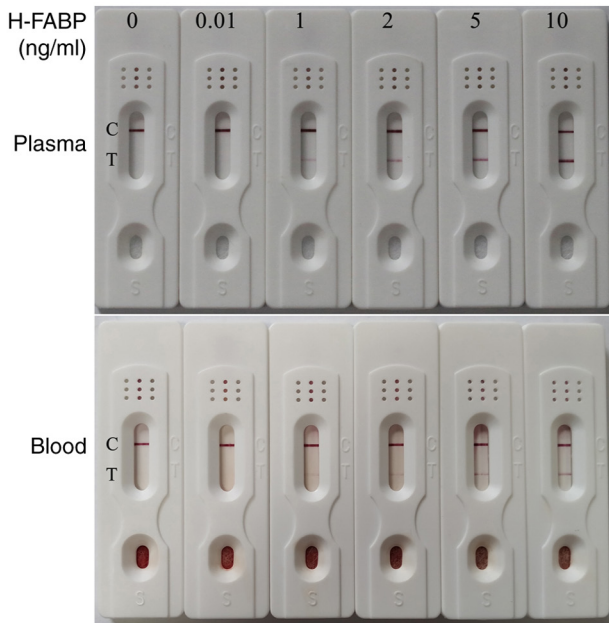 H-FABP 0 0.01 1 2 5 10
(ng/ml)
Plasma
C C C C C C C
T T T T T T T
S S S S S S
Blood
C C C C C C C
T T T T T T T
S S S S S S